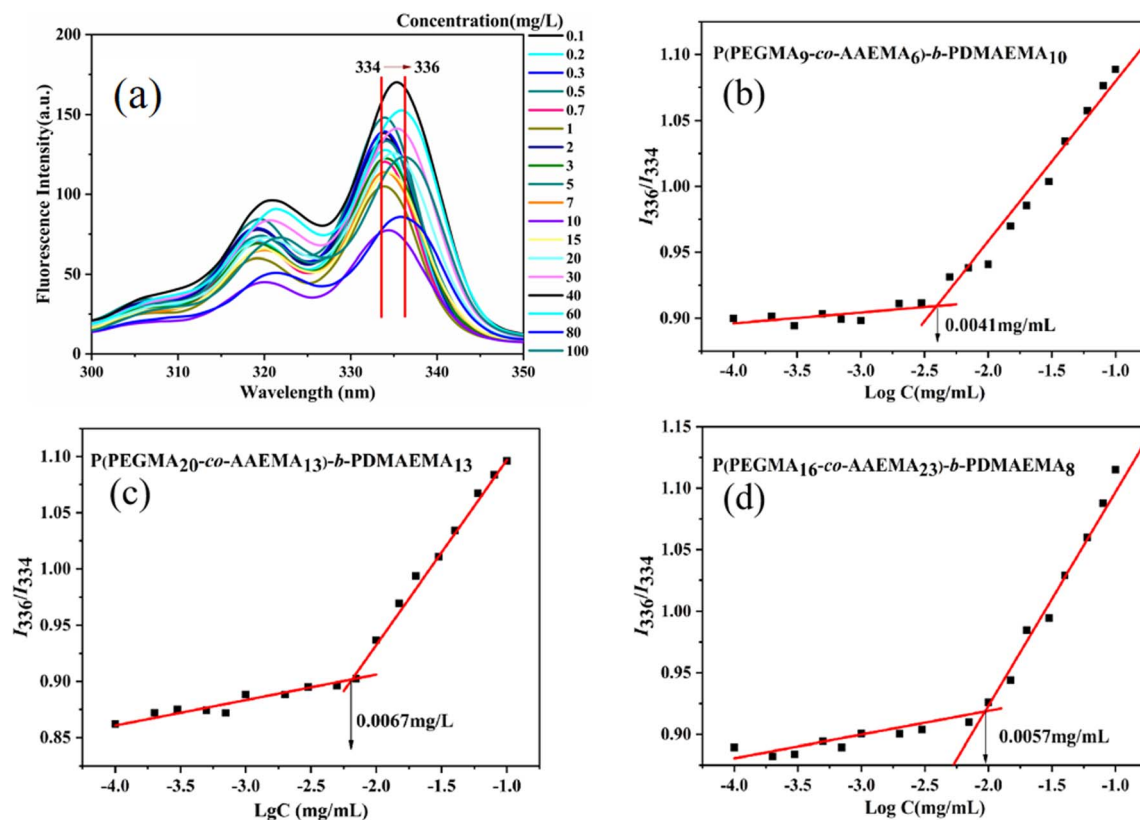 Concentration(mg/L)
(a)
334 336
0.1
0.2
0.3
0.5
0.7
1
2
3
5
7
10
15
20
30
40
60
80
100
Fluorescence Intensity(a.u.)
200
150
100
50
0
300 310 320 330 340 350
Wavelength (nm)
(b)
P(PEGMA9-co-AAEMA6)-b-PDMAEMA10
I336/I334
1.10
1.05
1.00
0.95
0.90
0.0041mg/mL
-4.0 -3.5 -3.0 -2.5 -2.0 -1.5 -1.0
Log C(mg/mL)
P(PEGMA20-co-AAEMA13)-b-PDMAEMA13
(c)
I336/I334
1.10
1.05
1.00
0.95
0.90
0.85
0.0067mg/L
-4.0 -3.5 -3.0 -2.5 -2.0 -1.5 -1.0
LgC (mg/mL)
P(PEGMA16-co-AAEMA23)-b-PDMAEMA8
(d)
I336/I334
1.15
1.10
1.05
1.00
0.95
0.90
0.85
0.0057mg/mL
-4.0 -3.5 -3.0 -2.5 -2.0 -1.5 -1.0
Log C(mg/mL)